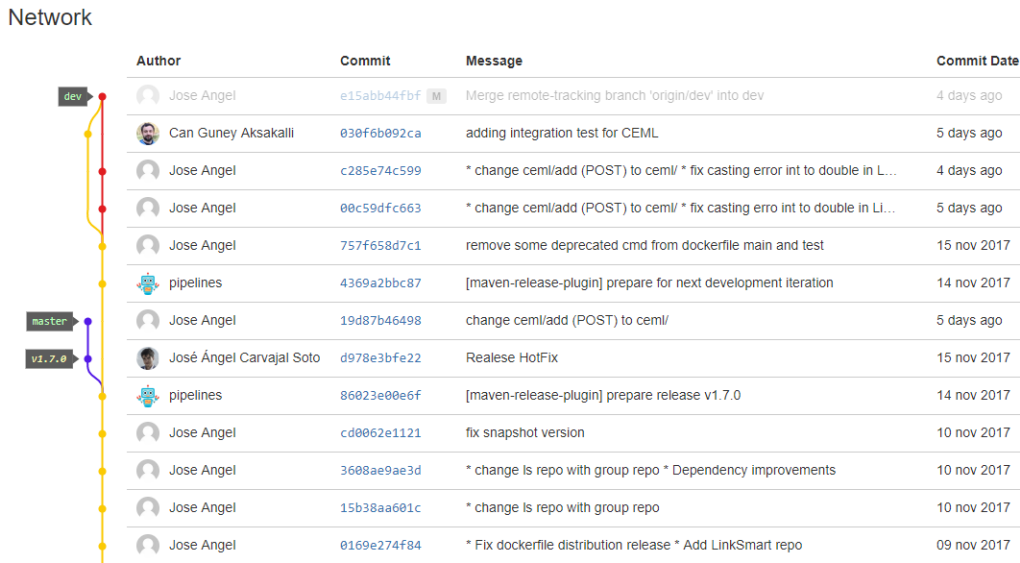 Network
Author Commit Message Commit Date
dev Jose Angel e15abb44fbf M Merge remote-tracking branch 'origin/dev' into dev 4 days ago
Can Guney Aksakalli 030f6b092ca adding integration test for CEML 5 days ago
Jose Angel c285e74c599 * change ceml/add (POST) to ceml/ * fix casting error int to double in L… 4 days ago
Jose Angel 00c59dfc663 * change ceml/add (POST) to ceml/ * fix casting erro int to double in Li… 5 days ago
Jose Angel 757f658d7c1 remove some deprecated cmd from dockerfile main and test 15 nov 2017
pipelines 4369a2bbc87 [maven-release-plugin] prepare for next development iteration 14 nov 2017
master Jose Angel 19d87b46498 change ceml/add (POST) to ceml/ 5 days ago
v1.7.0 José Ángel Carvajal Soto d978e3bfe22 Realese HotFix 15 nov 2017
pipelines 86023e00e6f [maven-release-plugin] prepare release v1.7.0 14 nov 2017
Jose Angel cd0062e1121 fix snapshot version 10 nov 2017
Jose Angel 3608ae9ae3d * change ls repo with group repo * Dependency improvements 10 nov 2017
Jose Angel 15b38aa601c * change ls repo with group repo 10 nov 2017
Jose Angel 0169e274f84 * Fix dockerfile distribution release * Add LinkSmart repo 09 nov 2017